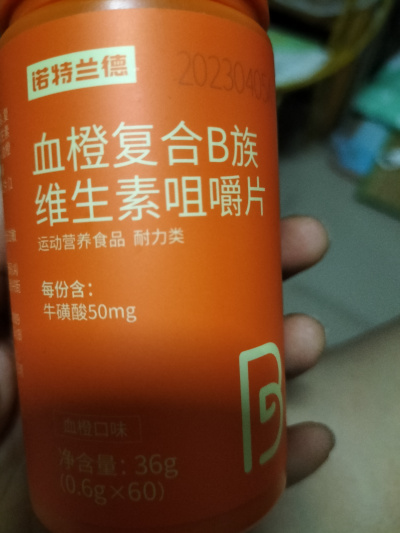 诺特兰德
20230405
血橙复合B族
维生素咀嚼片
运动营养食品 耐力类
每份含：
牛磺酸50mg
B
血橙口味
净含量：36g
(0.6g×60)